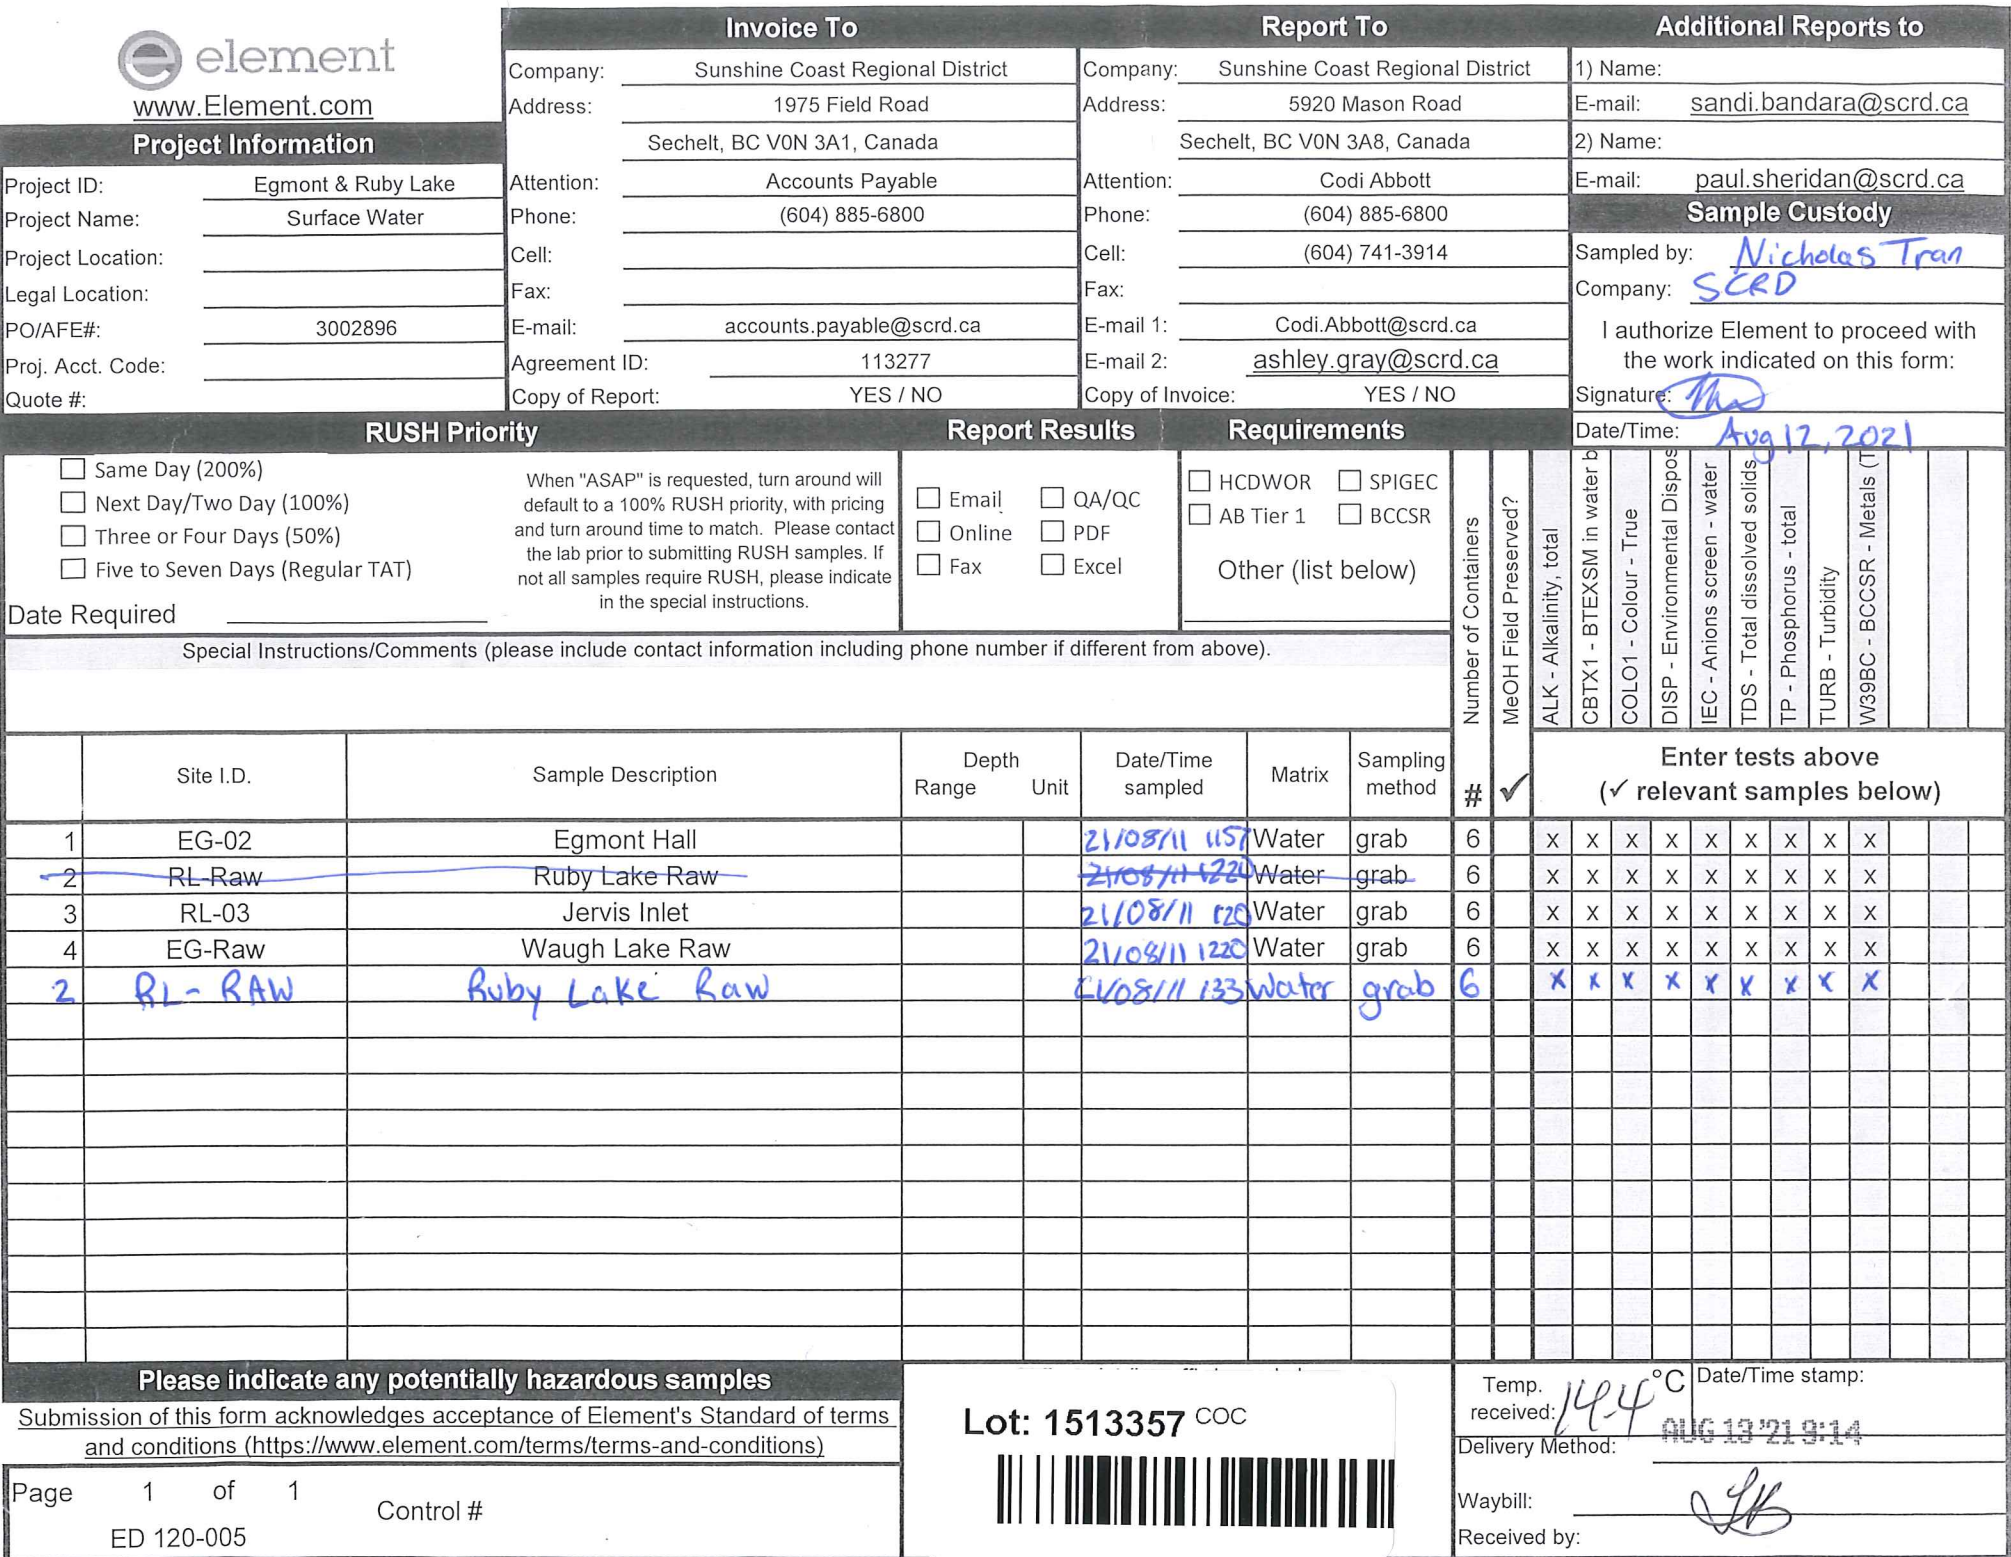 element
www.Element.com
Project Information
Project ID: Egmont & Ruby Lake
Project Name: Surface Water
Project Location:
Legal Location:
PO/AFE#: 3002896
Proj. Acct. Code:
Quote #:
Invoice To
Company: Sunshine Coast Regional District
Address: 1975 Field Road
Sechelt, BC V0N 3A1, Canada
Attention: Accounts Payable
Phone: (604) 885-6800
Cell:
Fax:
E-mail: accounts.payable@scrd.ca
Agreement ID: 113277
Copy of Report: YES / NO
Report To
Company: Sunshine Coast Regional District
Address: 5920 Mason Road
Sechelt, BC V0N 3A8, Canada
Attention: Codi Abbott
Phone: (604) 885-6800
Cell: (604) 741-3914
Fax:
E-mail 1: Codi.Abbott@scrd.ca
E-mail 2: ashley.gray@scrd.ca
Copy of Invoice: YES / NO
Additional Reports to
1) Name:
E-mail: sandi.bandara@scrd.ca
2) Name:
E-mail: paul.sheridan@scrd.ca
Sample Custody
Sampled by: Nicholas Tran
Company: SCRD
I authorize Element to proceed with
the work indicated on this form:
Signature:
Date/Time: Aug 12, 2021
RUSH Priority
Same Day (200%)
Next Day/Two Day (100%)
Three or Four Days (50%)
Five to Seven Days (Regular TAT)
Date Required
When "ASAP" is requested, turn around will
default to a 100% RUSH priority, with pricing
and turn around time to match. Please contact
the lab prior to submitting RUSH samples. If
not all samples require RUSH, please indicate
in the special instructions.
Report Results
Email QA/QC
Online PDF
Fax Excel
Requirements
HCDWOR SPIGEC
AB Tier 1 BCCSR
Other (list below)
Special Instructions/Comments (please include contact information including phone number if different from above).
Number of Containers
MeOH Field Preserved?
ALK - Alkalinity, total
CBTX1 - BTEXSM in water b
COLO1 - Colour - True
DISP - Environmental Dispos
IEC - Anions screen - water
TDS - Total dissolved solids
TP - Phosphorus - total
TURB - Turbidity
W39BC - BCCSR - Metals (T
Site I.D. Sample Description Depth Range Unit Date/Time sampled Matrix Sampling method # ✓
Enter tests above
(✓ relevant samples below)
1 EG-02 Egmont Hall 21/08/11 1157 Water grab 6 x x x x x x x x x
2 RL-Raw Ruby Lake Raw 21/08/11 1220 Water grab 6 x x x x x x x x x
3 RL-03 Jervis Inlet 21/08/11 120 Water grab 6 x x x x x x x x x
4 EG-Raw Waugh Lake Raw 21/08/11 1220 Water grab 6 x x x x x x x x x
2 RL-RAW Ruby Lake Raw 21/08/11 133 Water grab 6 x x x x x x x x x
Please indicate any potentially hazardous samples
Submission of this form acknowledges acceptance of Element's Standard of terms
and conditions (https://www.element.com/terms/terms-and-conditions)
Page 1 of 1
Control #
ED 120-005
Lot: 1513357 COC
Temp. received: 14.4 °C
Date/Time stamp:
AUG 13 '21 9:14
Delivery Method:
Waybill:
Received by: